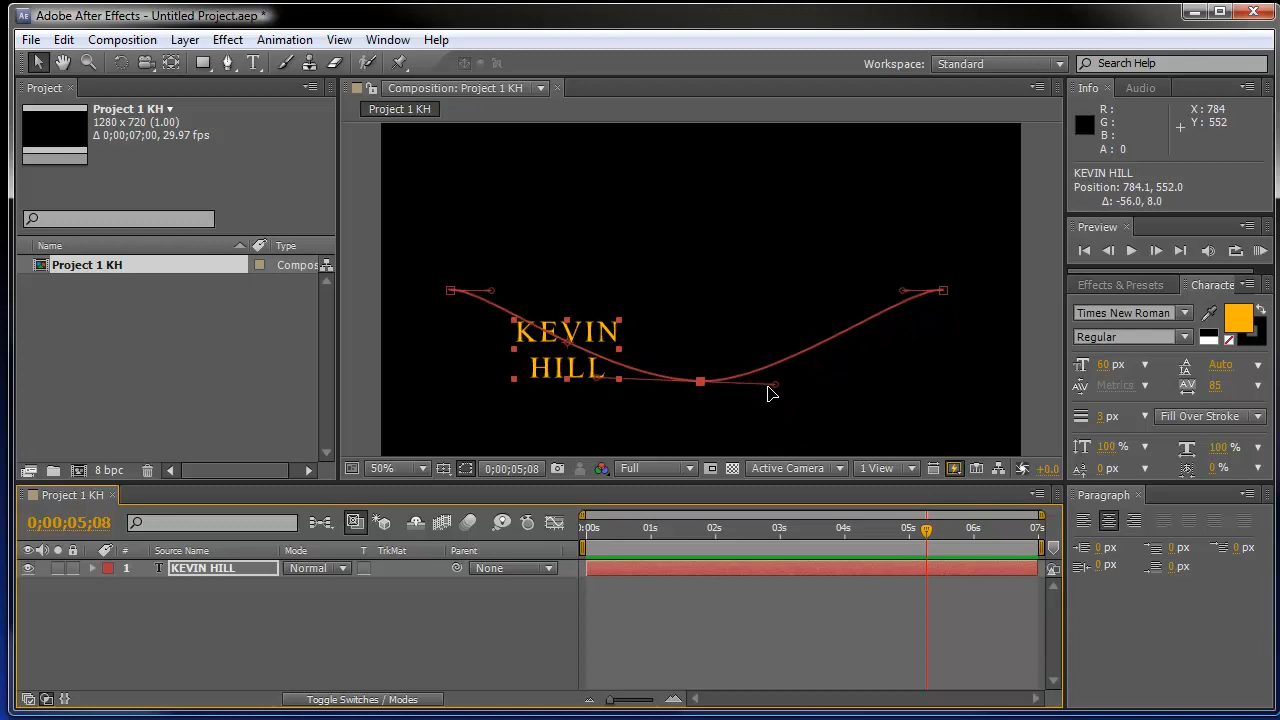 Adobe After Effects - Untitled Project.aep *
File Edit Composition Layer Effect Animation View Window Help
Workspace: Standard Search Help
Project
Project 1 KH
1280 x 720 (1.00)
Δ 0;00;07;00, 29.97 fps
Name Type
Project 1 KH Compos
8 bpc
Composition: Project 1 KH
Project 1 KH
KEVIN
HILL
50% 0;00;05;08 Full Active Camera 1 View +0.0
Info Audio
R : X : 784
G : Y : 552
B :
A : 0
KEVIN HILL
Position: 784.1, 552.0
Δ: -56.0, 8.0
Preview
Effects & Presets Characte
Times New Roman
Regular
60 px Auto
Metrics 85
3 px Fill Over Stroke
100 % 100 %
0 px 0 %
Paragraph
0 px 0 px 0 px
0 px 0 px
Project 1 KH
0;00;05;08
:00s 01s 02s 03s 04s 05s 06s 07s
# Source Name Mode T TrkMat Parent
1 T KEVIN HILL Normal None
Toggle Switches / Modes